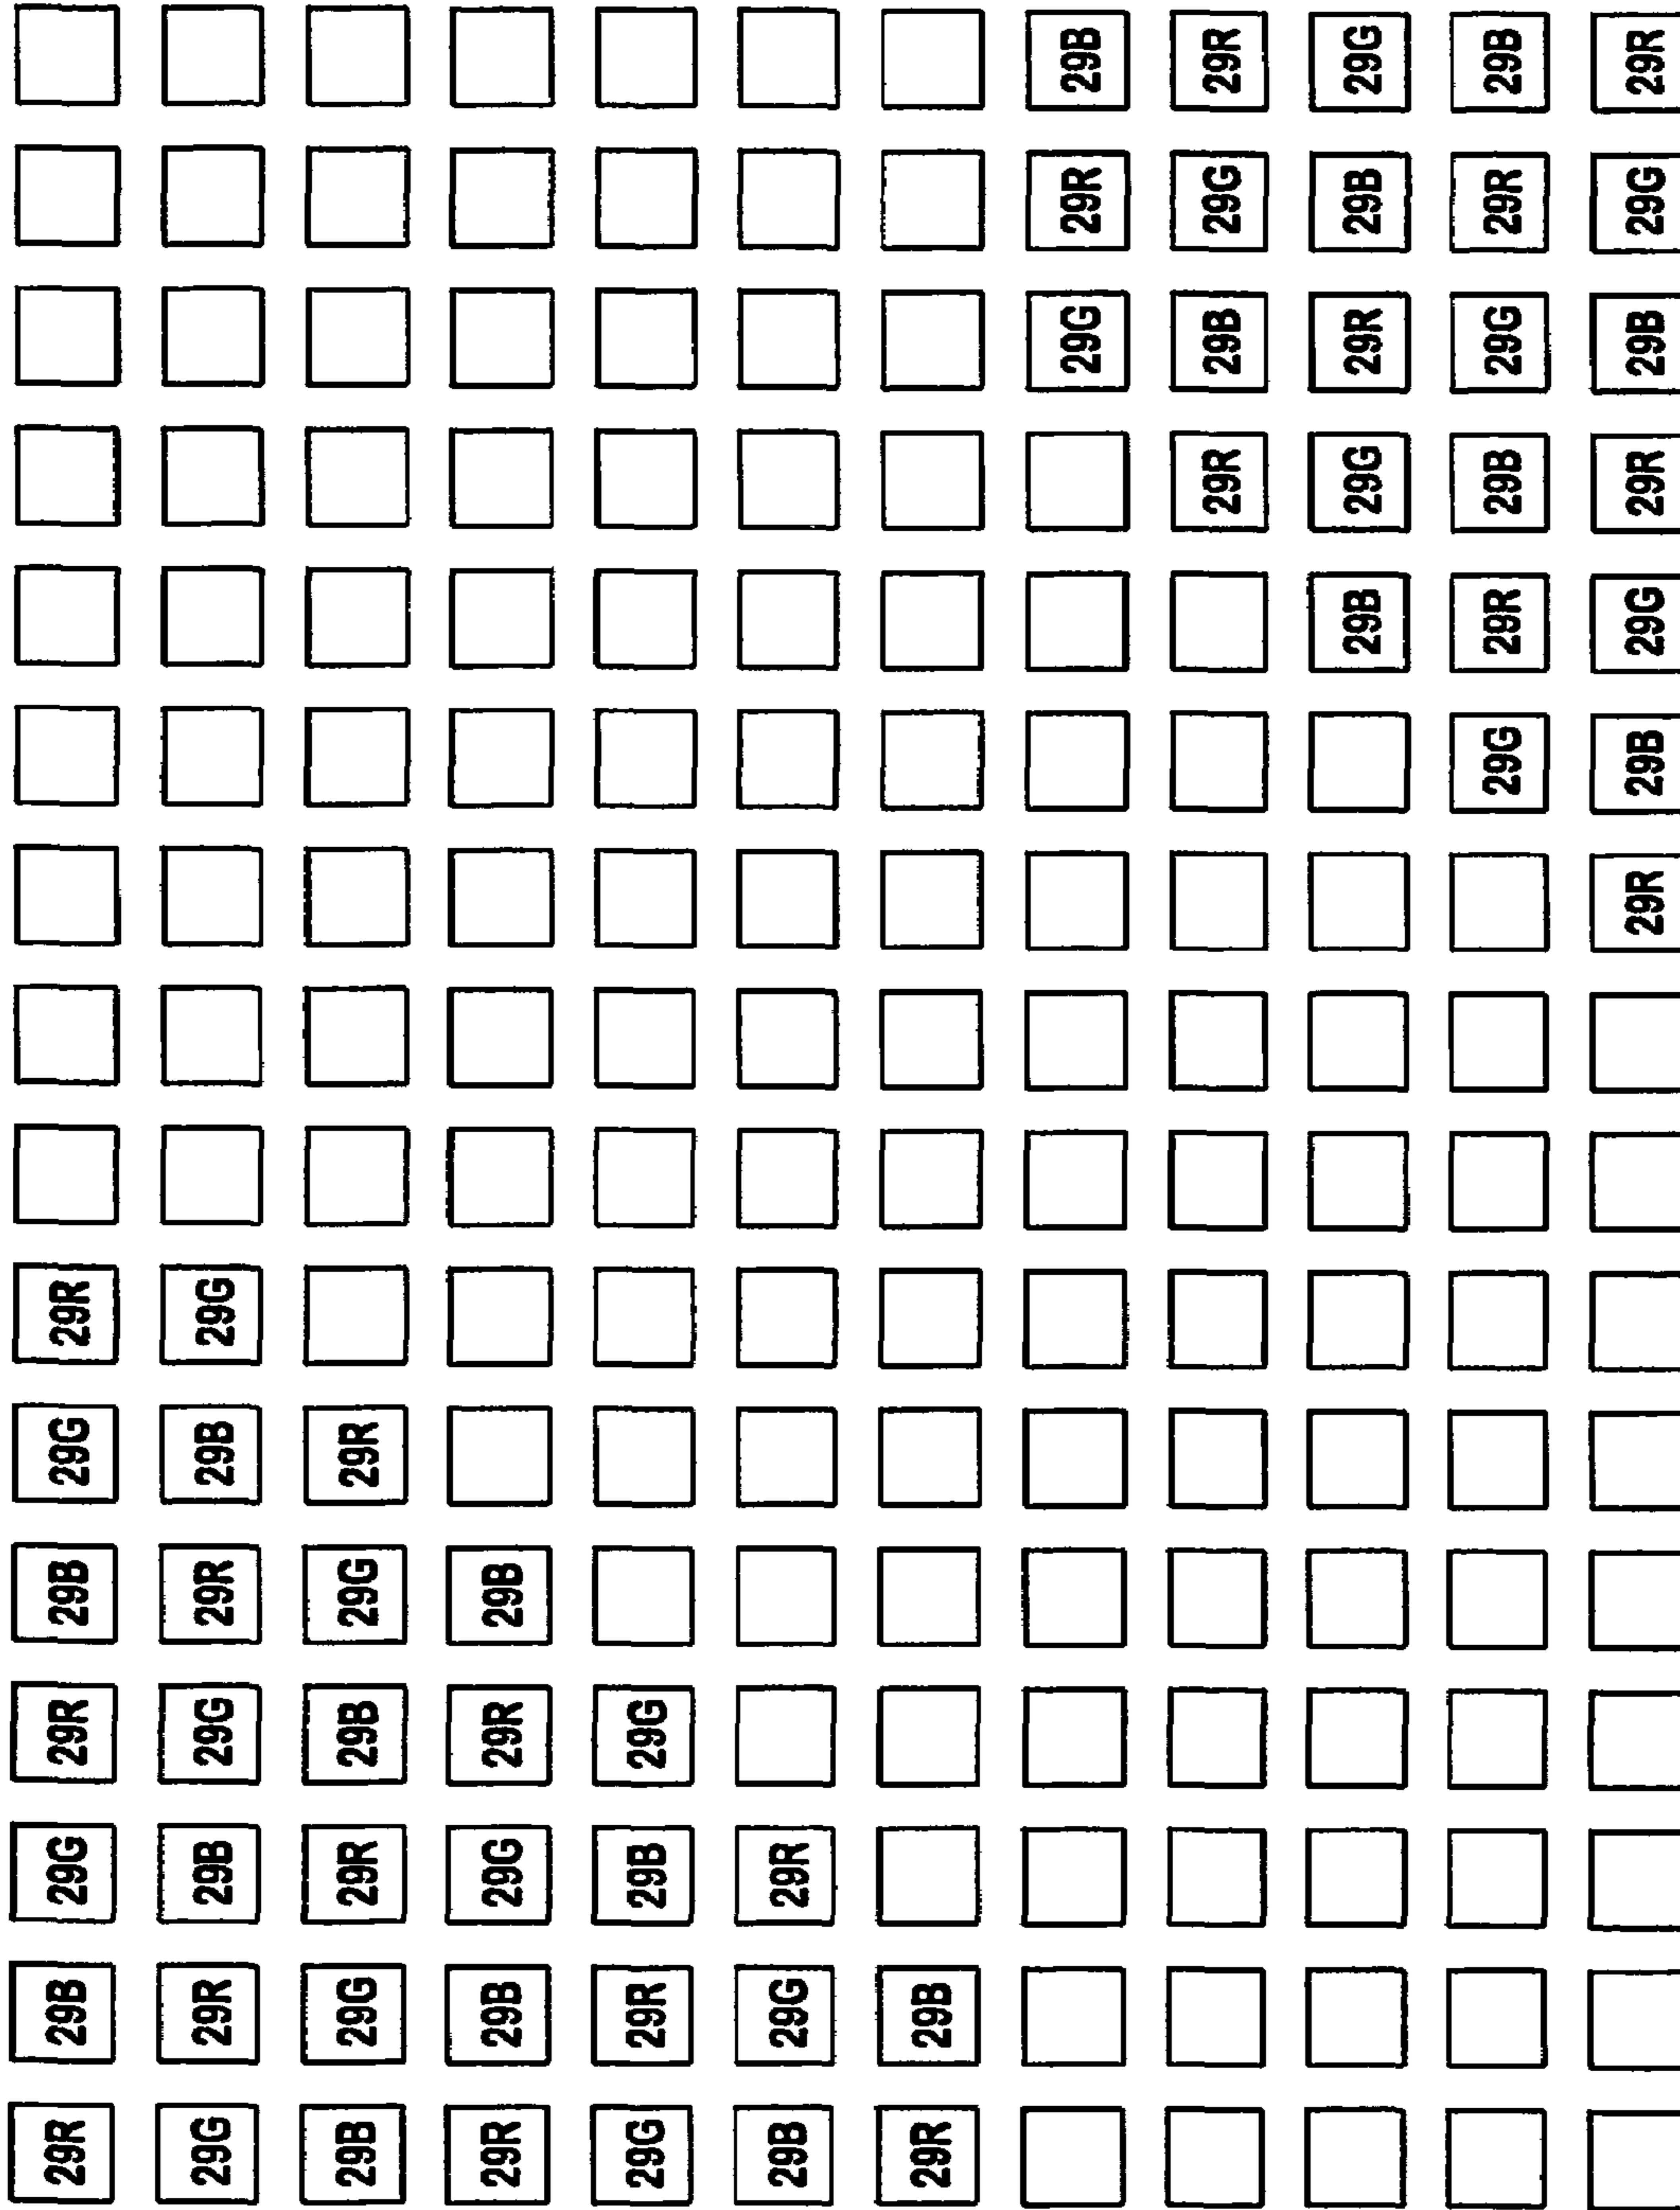 29R 29B 29G 29R 29B 29G 29R
29G 29R 29B 29G 29R 29B 29G
29B 29G 29R 29B 29G 29R
29R 29B 29G 29R 29B
29G 29R 29B 29G
29B 29G 29R
29R 29B
29G 29R 29B
29R 29B 29G 29R
29B 29G 29R 29B 29G
29G 29R 29B 29G 29R 29B
29R 29B 29G 29R 29B 29G 29R